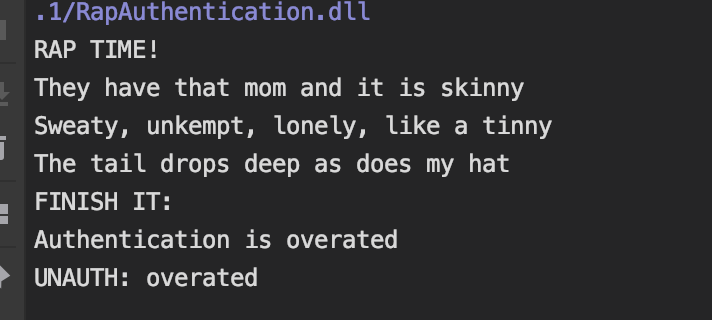 .1/RapAuthentication.dll
RAP TIME!
They have that mom and it is skinny
Sweaty, unkempt, lonely, like a tinny
The tail drops deep as does my hat
FINISH IT:
Authentication is overated
UNAUTH: overated